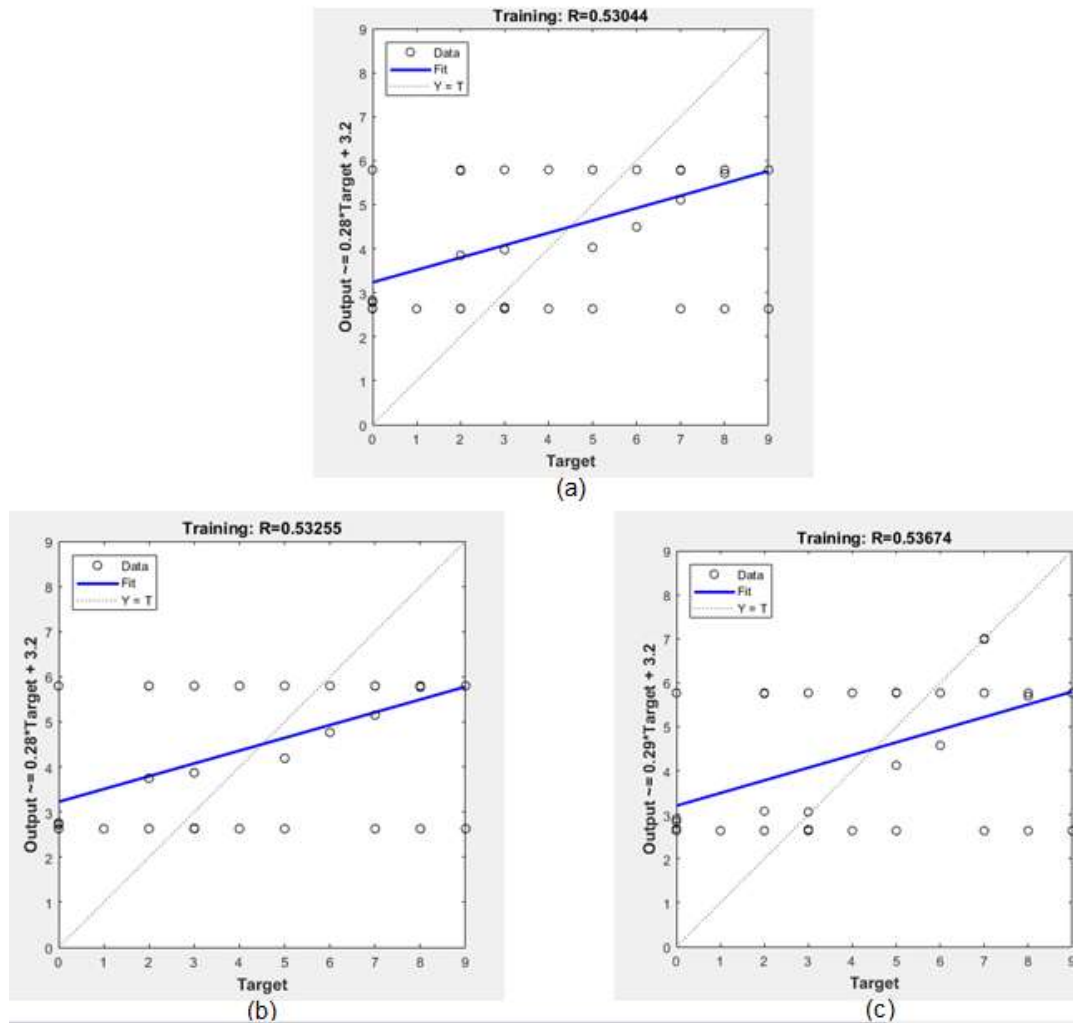 Training: R=0.53044
9
8
7
6
5
4
3
2
1
0
Data
Fit
Y = T
Output ~= 0.28*Target + 3.2
0 1 2 3 4 5 6 7 8 9
Target
(a)
Training: R=0.53255
9
8
7
6
5
4
3
2
1
0
Data
Fit
Y = T
Output ~= 0.28*Target + 3.2
0 1 2 3 4 5 6 7 8 9
Target
(b)
Training: R=0.53674
9
8
7
6
5
4
3
2
1
0
Data
Fit
Y = T
Output ~= 0.29*Target + 3.2
0 1 2 3 4 5 6 7 8 9
Target
(c)